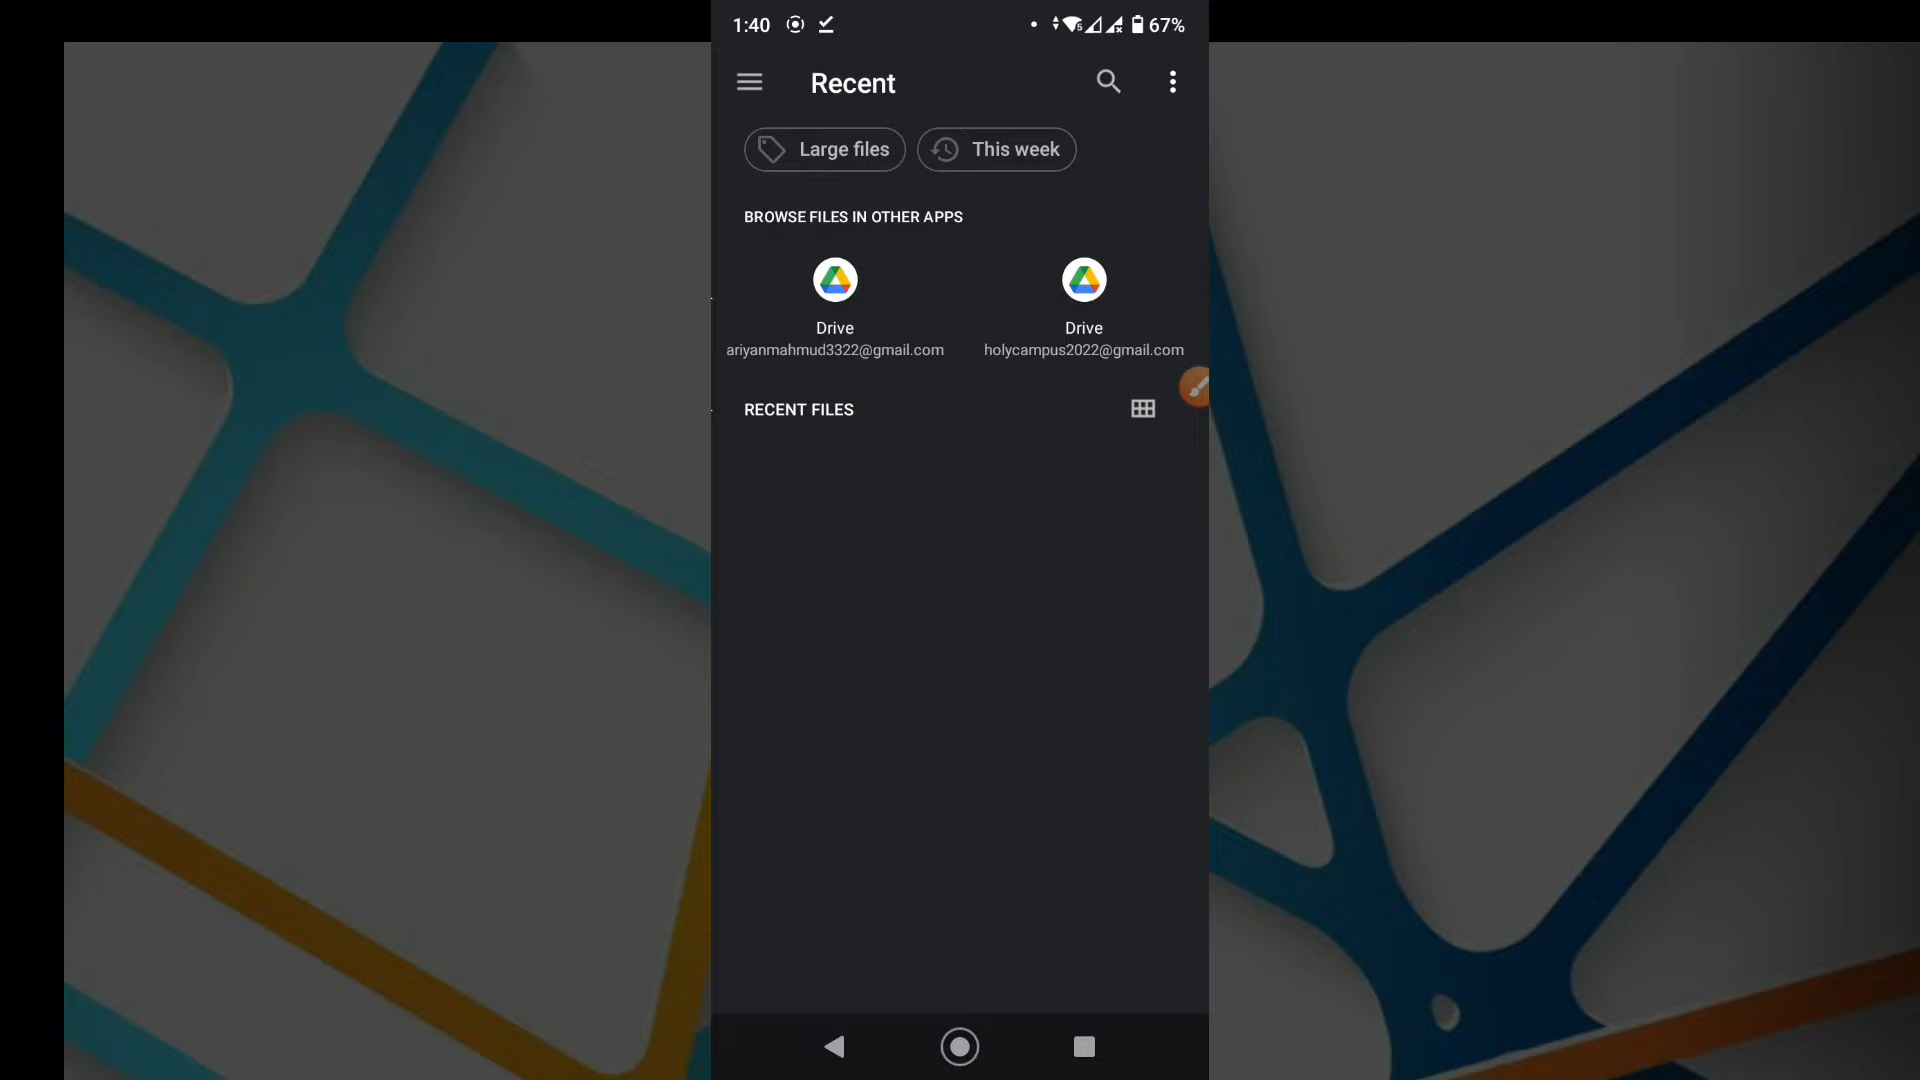 1:40
67%
Recent
Large files
This week
BROWSE FILES IN OTHER APPS
Drive
ariyanmahmud3322@gmail.com
Drive
holycampus2022@gmail.com
RECENT FILES